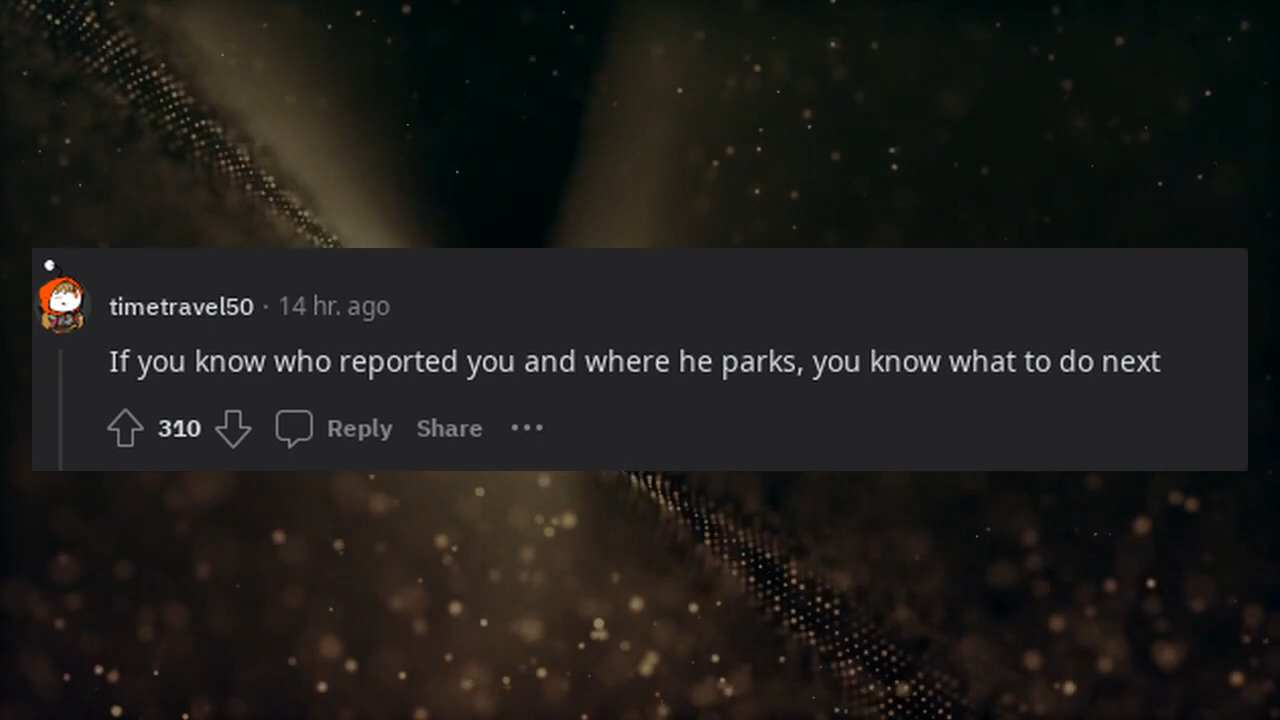 timetravel50 · 14 hr. ago
If you know who reported you and where he parks, you know what to do next
310 Reply Share •••